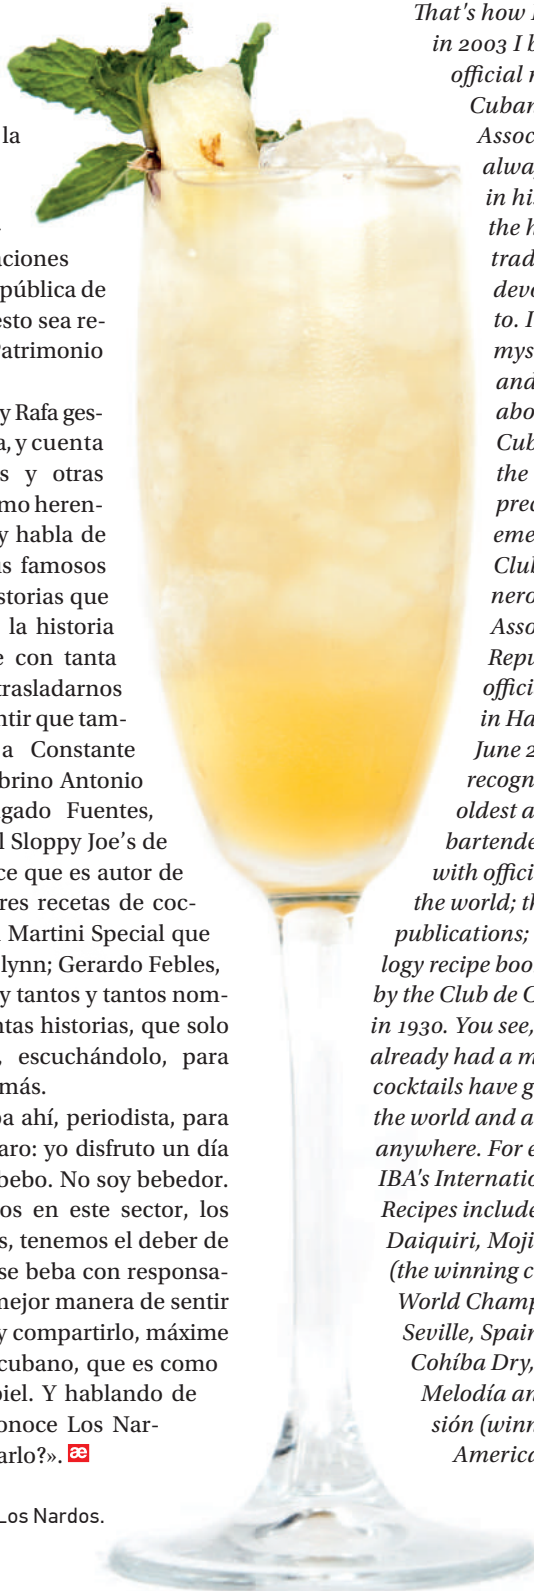 la
-
aciones
pública de
esto sea re-
Patrimonio
y Rafa ges-
a, y cuenta
s y otras
mo heren-
y habla de
us famosos
storias que
la historia
e con tanta
trasladarnos
ntir que tam-
a Constante
brino Antonio
gado Fuentes,
l Sloppy Joe’s de
ce que es autor de
res recetas de coc-
Martini Special que
lynn; Gerardo Febles,
y tantos y tantos nom-
ntas historias, que solo
, escuchándolo, para
más.
ba ahí, periodista, para
aro: yo disfruto un día
bebo. No soy bebedor.
os en este sector, los
s, tenemos el deber de
se beba con responsa-
mejor manera de sentir
y compartirlo, máxime
cubano, que es como
piel. Y hablando de
onoce Los Nar-
arlo?». æ
Los Nardos.
That's how I
in 2003 I b
official m
Cuban
Assoc
alway
in his
the h
trad
devo
to. I
mys
and
abo
Cub
the
prec
eme
Club
nero
Asso
Repu
offici
in Ha
June 2
recogn
oldest a
bartende
with offici
the world; th
publications;
logy recipe boo
by the Club de C
in 1930. You see,
already had a m
cocktails have g
the world and a
anywhere. For e
IBA's Internatio
Recipes include
Daiquiri, Moji
(the winning c
World Champ
Seville, Spain
Cohíba Dry,
Melodía an
sión (winn
America